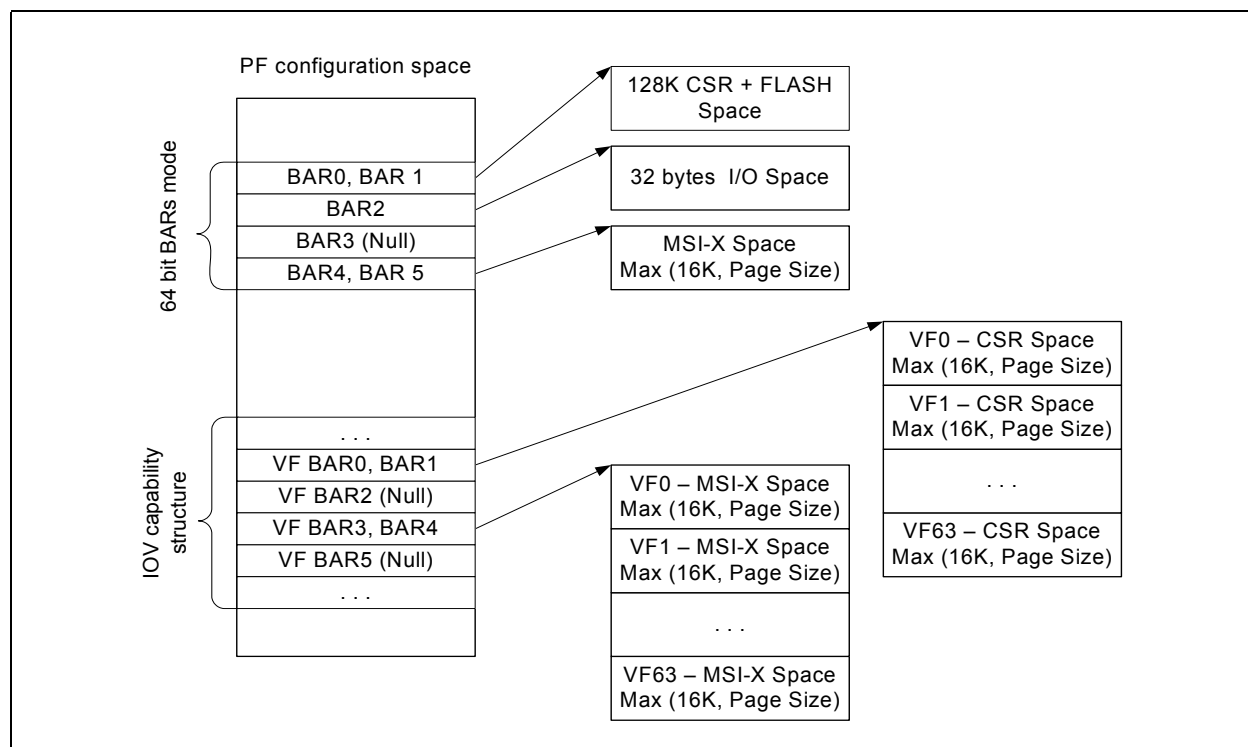 PF configuration space
64 bit BARs mode
BAR0, BAR 1
BAR2
BAR3 (Null)
BAR4, BAR 5
128K CSR + FLASH
Space
32 bytes I/O Space
MSI-X Space
Max (16K, Page Size)
IOV capability
structure
. . .
VF BAR0, BAR1
VF BAR2 (Null)
VF BAR3, BAR4
VF BAR5 (Null)
. . .
VF0 – MSI-X Space
Max (16K, Page Size)
VF1 – MSI-X Space
Max (16K, Page Size)
. . .
VF63 – MSI-X Space
Max (16K, Page Size)
VF0 – CSR Space
Max (16K, Page Size)
VF1 – CSR Space
Max (16K, Page Size)
. . .
VF63 – CSR Space
Max (16K, Page Size)